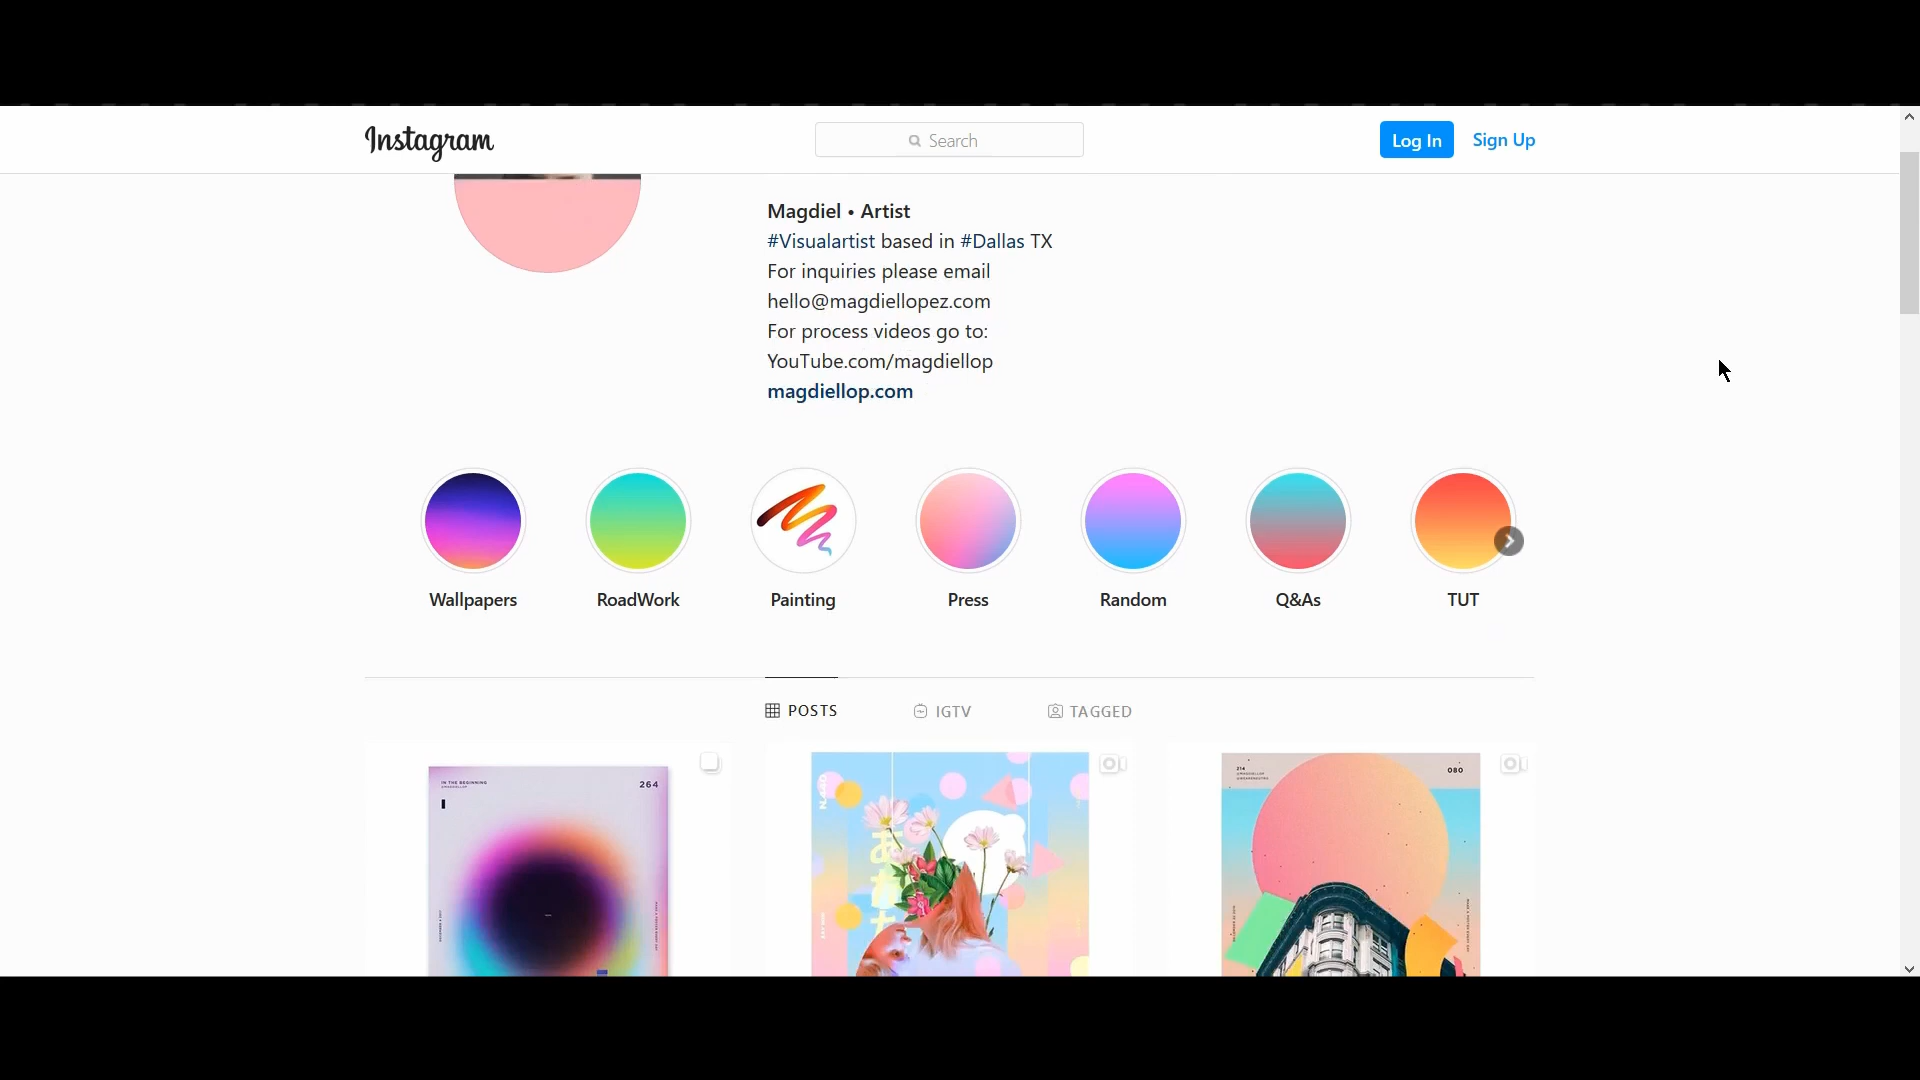 Instagram
Search
Log In
Sign Up
Magdiel • Artist
#Visualartist based in #Dallas TX
For inquiries please email
hello@magdiellopez.com
For process videos go to:
YouTube.com/magdiellop
magdiellop.com
Wallpapers
RoadWork
Painting
Press
Random
Q&As
TUT
POSTS
IGTV
TAGGED
IN THE BEGINNING
264
314
080